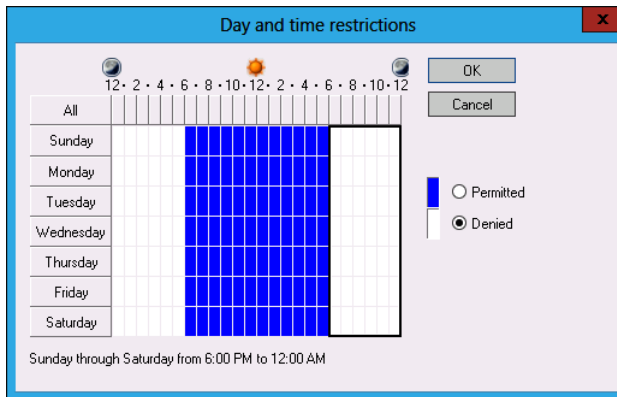 Day and time restrictions
x
OK
12 · 2 · 4 · 6 · 8 · 10 · 12 · 2 · 4 · 6 · 8 · 10 · 12
Cancel
All
Sunday
Monday
Tuesday
Permitted
Wednesday
Denied
Thursday
Friday
Saturday
Sunday through Saturday from 6:00 PM to 12:00 AM